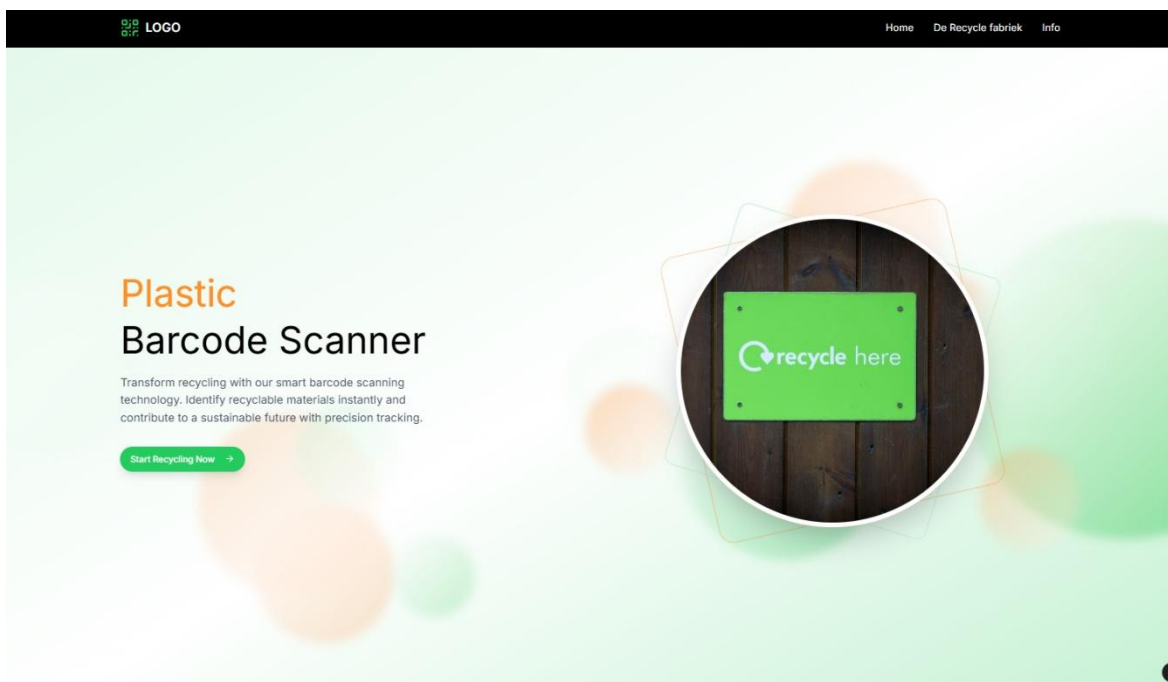 LOGO
Home De Recycle fabriek Info
Plastic
Barcode Scanner
Transform recycling with our smart barcode scanning
technology. Identify recyclable materials instantly and
contribute to a sustainable future with precision tracking.
Start Recycling Now →
recycle here